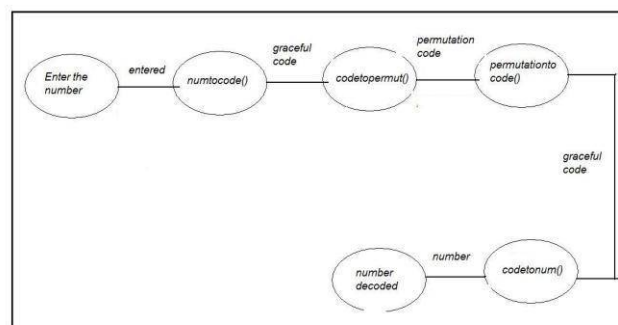 Enter the
number
entered
numtocode()
graceful
code
codetopermut()
permutation
code
permutationto
code()
graceful
code
codetonum()
number
number
decoded